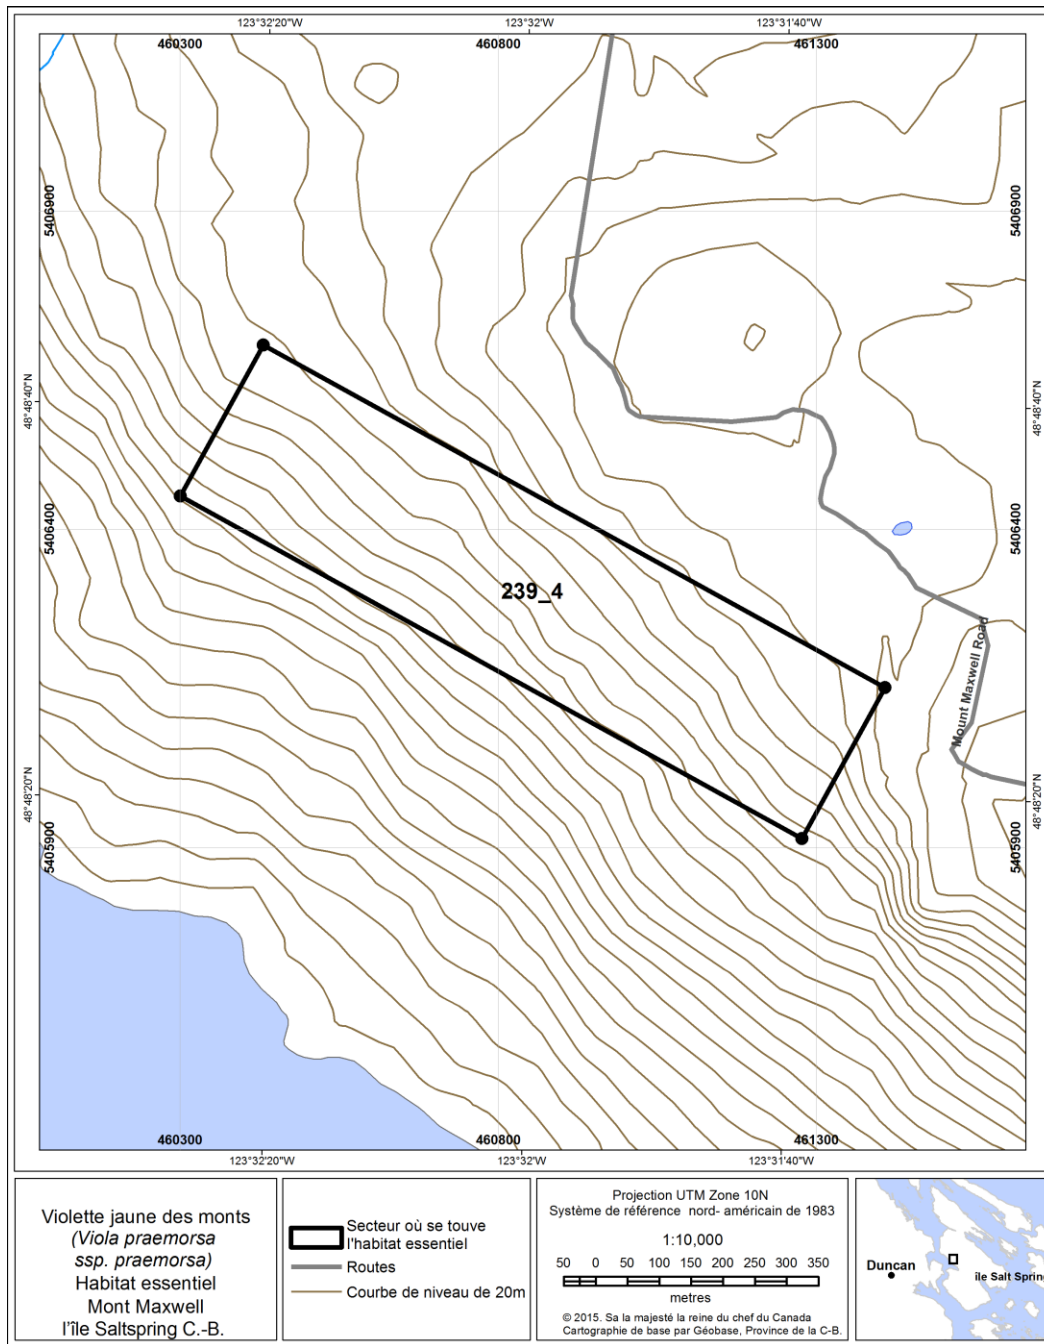 123°32'20"W 123°32'W 123°31'40"W
460300 460800 461300
5406900 5406900
48°48'40"N 48°48'40"N
5406400 5406400
239_4
Mount Maxwell Road
48°48'20"N 48°48'20"N
5405900 5405900
460300 460800 461300
123°32'20"W 123°32'W 123°31'40"W
Violette jaune des monts
(Viola praemorsa
ssp. praemorsa)
Habitat essentiel
Mont Maxwell
l'île Saltspring C.-B.
Secteur où se touve
l'habitat essentiel
Routes
Courbe de niveau de 20m
Projection UTM Zone 10N
Système de référence nord- américain de 1983
1:10,000
50 0 50 100 150 200 250 300 350
metres
© 2015. Sa la majesté la reine du chef du Canada
Cartographie de base par Géobase, Province de la C-B.
Duncan
île Salt Spring